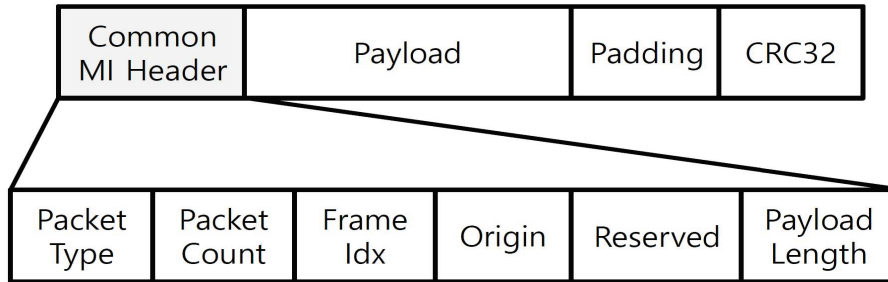 Common
MI Header
Payload
Padding
CRC32
Packet
Type
Packet
Count
Frame
Idx
Origin
Reserved
Payload
Length